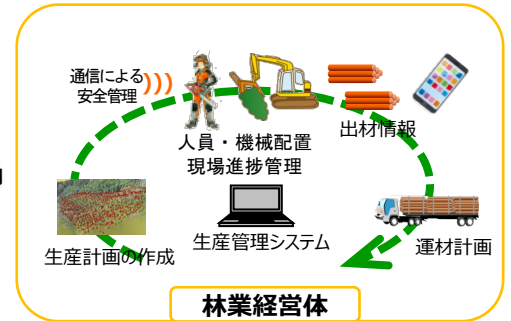 通信による
安全管理
人員・機械配置
現場進捗管理
出材情報
生産計画の作成
生産管理システム
運材計画
林業経営体